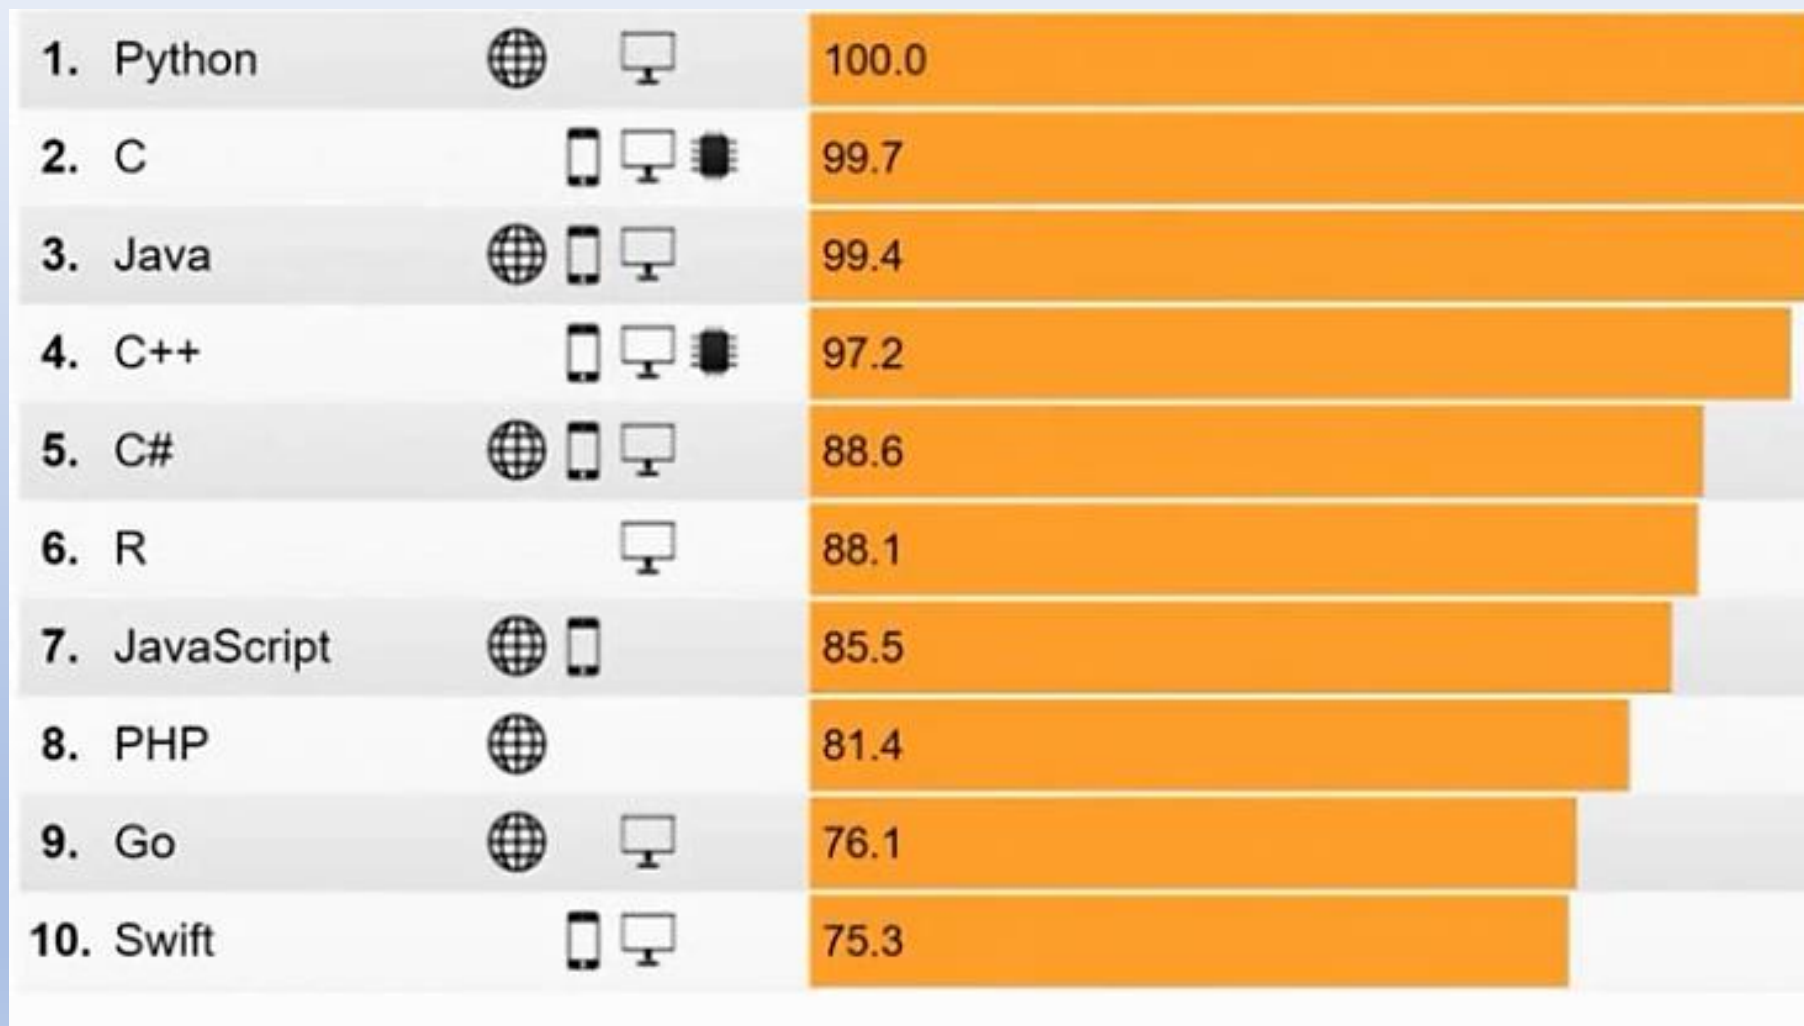 1. Python 100.0
2. C 99.7
3. Java 99.4
4. C++ 97.2
5. C# 88.6
6. R 88.1
7. JavaScript 85.5
8. PHP 81.4
9. Go 76.1
10. Swift 75.3